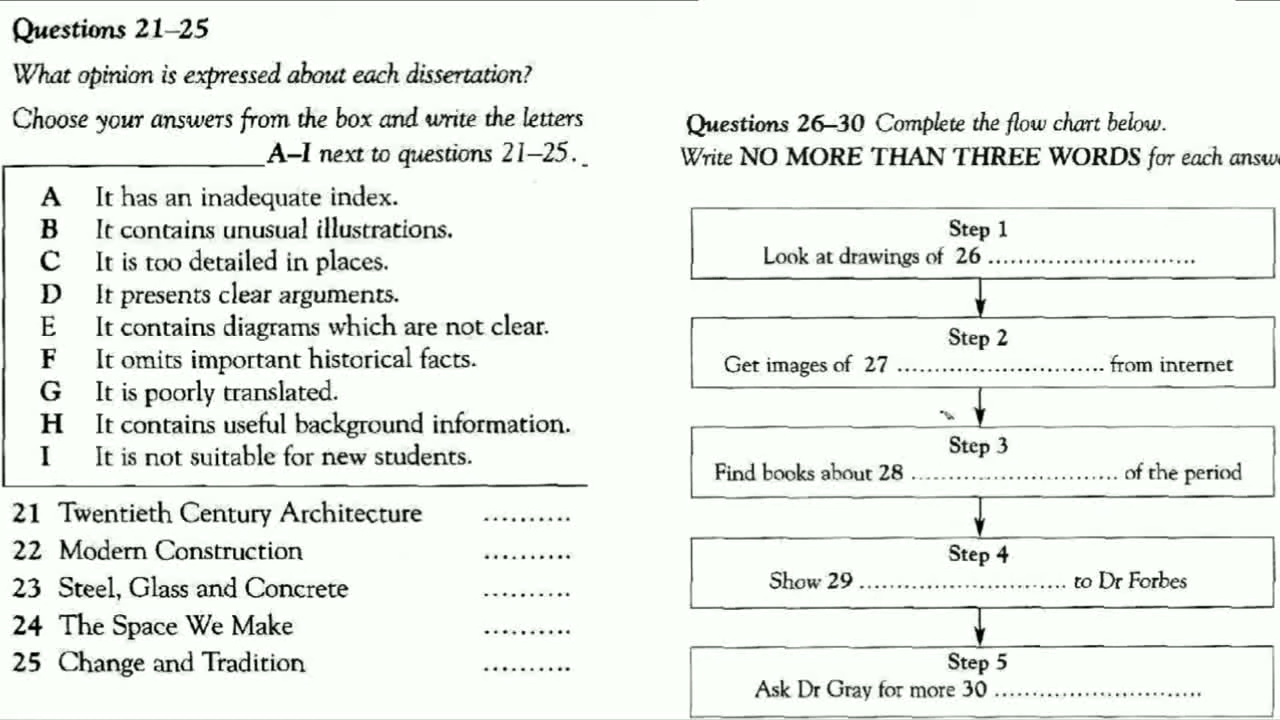 Questions 21–25
What opinion is expressed about each dissertation?
Choose your answers from the box and write the letters
A–I next to questions 21–25.
A It has an inadequate index.
B It contains unusual illustrations.
C It is too detailed in places.
D It presents clear arguments.
E It contains diagrams which are not clear.
F It omits important historical facts.
G It is poorly translated.
H It contains useful background information.
I It is not suitable for new students.
21 Twentieth Century Architecture ..........
22 Modern Construction ..........
23 Steel, Glass and Concrete ..........
24 The Space We Make ..........
25 Change and Tradition ..........
Questions 26–30 Complete the flow chart below.
Write NO MORE THAN THREE WORDS for each answ
Step 1
Look at drawings of 26 ..............................
Step 2
Get images of 27 .............................. from internet
Step 3
Find books about 28 .............................. of the period
Step 4
Show 29 .............................. to Dr Forbes
Step 5
Ask Dr Gray for more 30 ..............................